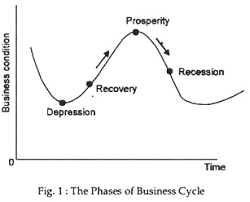 Prosperity
Business condition
Recession
Recovery
Depression
0
Time
Fig. 1 : The Phases of Business Cycle